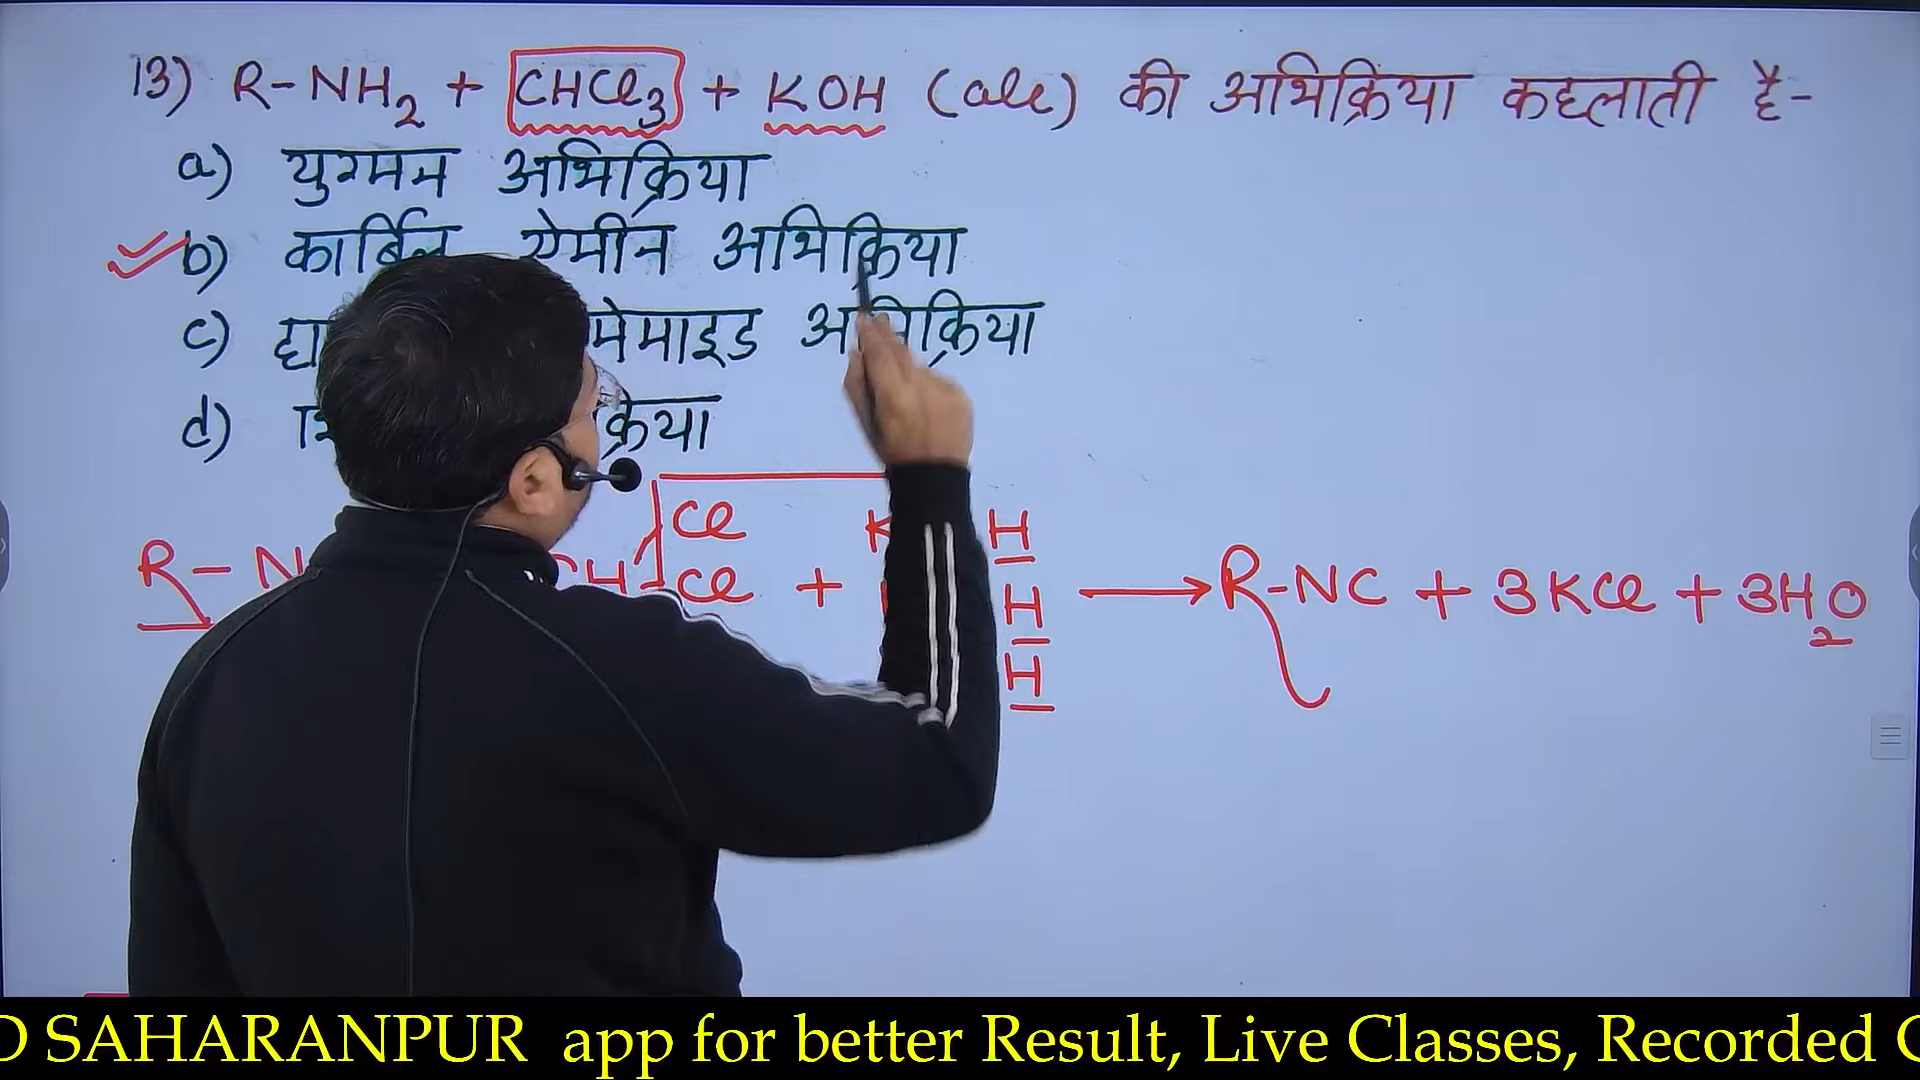 13) R-NH2 + CHCl3 + KOH (alc) की अभिक्रिया कहलाती है-
a) युग्मन अभिक्रिया
b) कार्बिल ऐमीन अभिक्रिया
c) अभिक्रिया
d)
R-N Cl K H
Cl + H
H
→ R-NC + 3KCl + 3H2O
SAHARANPUR app for better Result, Live Classes, Recorded